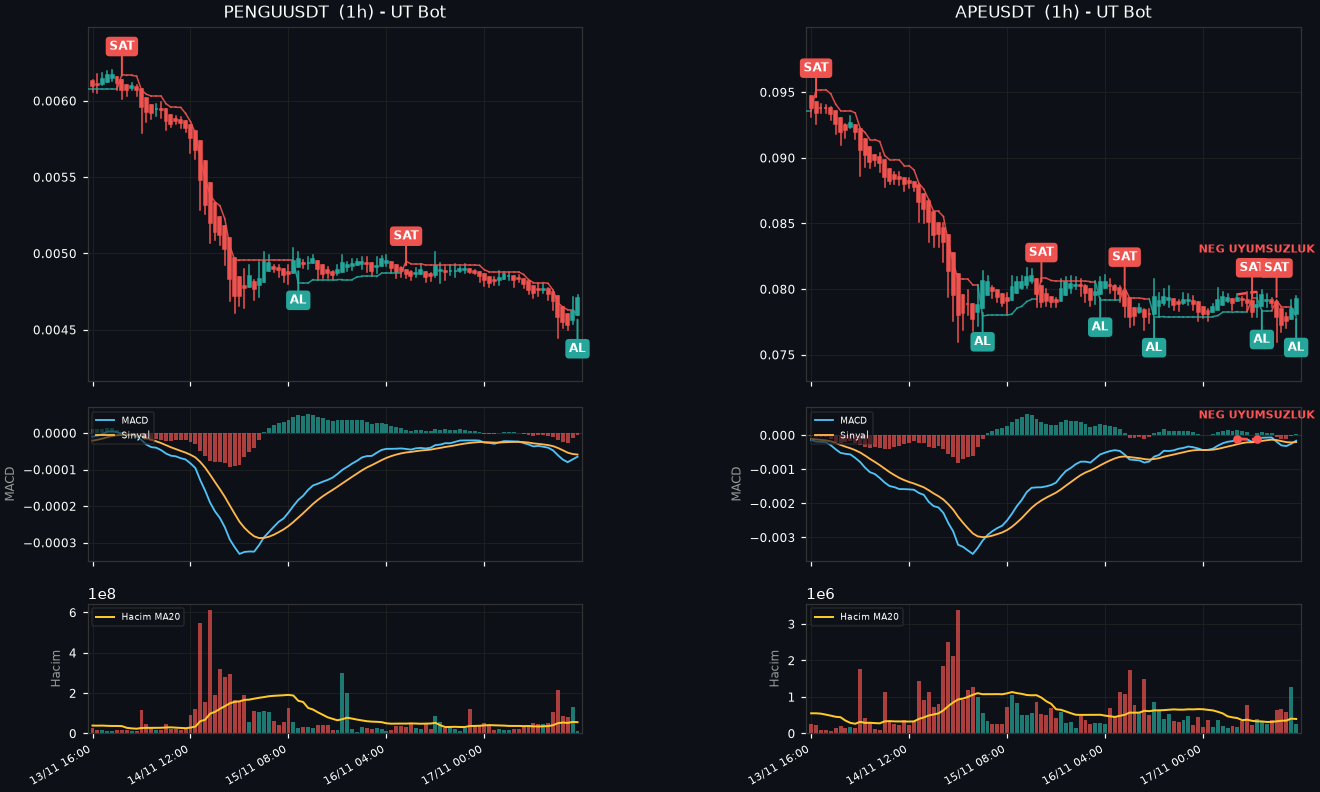 PENGUUSDT (1h) - UT Bot
SAT
0.0060
0.0055
SAT
0.0050
AL
0.0045
AL
MACD
Sinyal
0.0000
−0.0001
−0.0002
−0.0003
MACD
1e8
Hacim MA20
6
4
2
0
Hacim
13/11 16:00
14/11 12:00
15/11 08:00
16/11 04:00
17/11 00:00
APEUSDT (1h) - UT Bot
SAT
0.095
0.090
0.085
NEG UYUMSUZLUK
SAT
SAT
SAT
SAT
0.080
AL
AL
AL
AL
AL
0.075
NEG UYUMSUZLUK
MACD
Sinyal
0.000
−0.001
−0.002
−0.003
MACD
1e6
Hacim MA20
3
2
1
0
Hacim
13/11 16:00
14/11 12:00
15/11 08:00
16/11 04:00
17/11 00:00